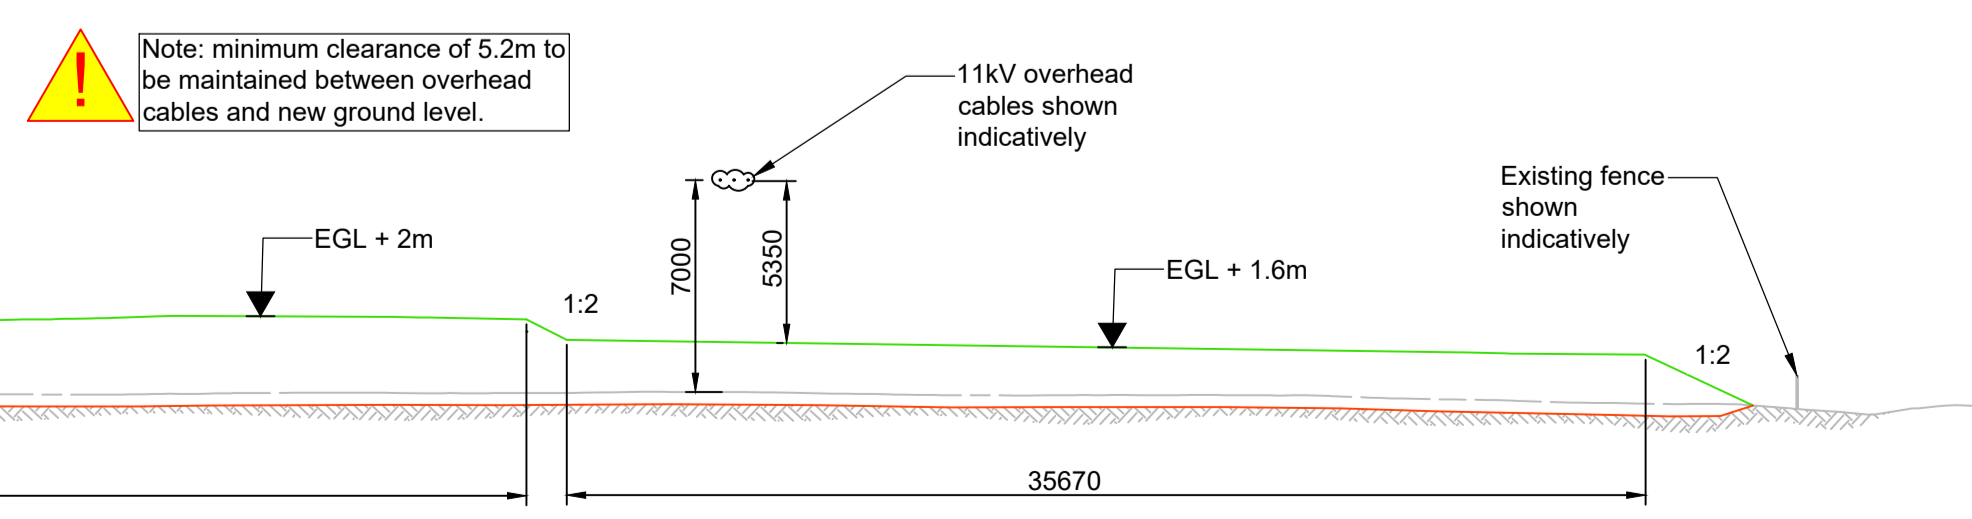 !
Note: minimum clearance of 5.2m to
be maintained between overhead
cables and new ground level.
11kV overhead
cables shown
indicatively
Existing fence
shown
indicatively
EGL + 2m
1:2
7000
5350
EGL + 1.6m
1:2
35670